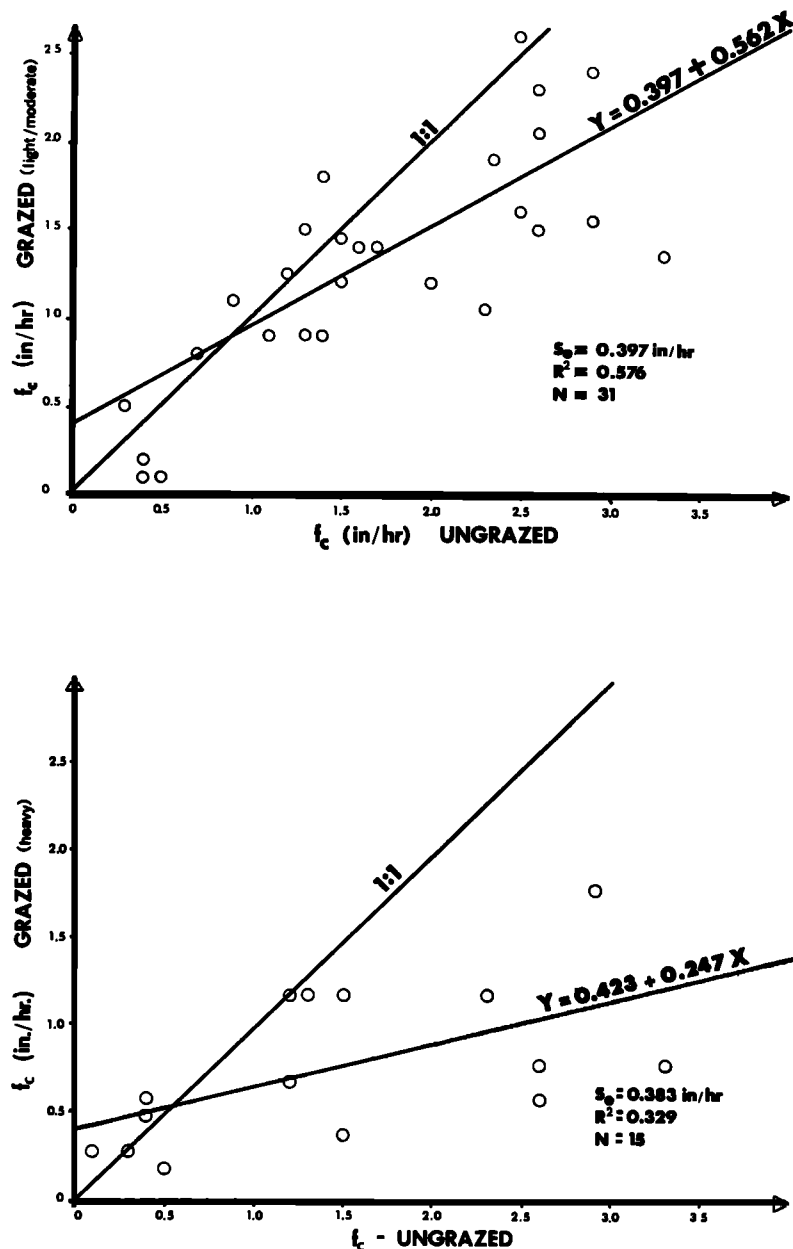 2.5
2.0
1.5
1.0
0.5
0
f_c (in/hr) GRAZED (light/moderate)
1:1
Y = 0.397 + 0.562 X
S_e = 0.397 in/hr
R² = 0.576
N = 31
0 0.5 1.0 1.5 2.0 2.5 3.0 3.5
f_c (in/hr) UNGRAZED
2.5
2.0
1.5
1.0
0.5
0
f_c (in./hr.) GRAZED (heavy)
1:1
Y = 0.423 + 0.247 X
S_e = 0.383 in/hr
R² = 0.329
N = 15
0 0.5 1.0 1.5 2.0 2.5 3.0 3.5
f_c - UNGRAZED